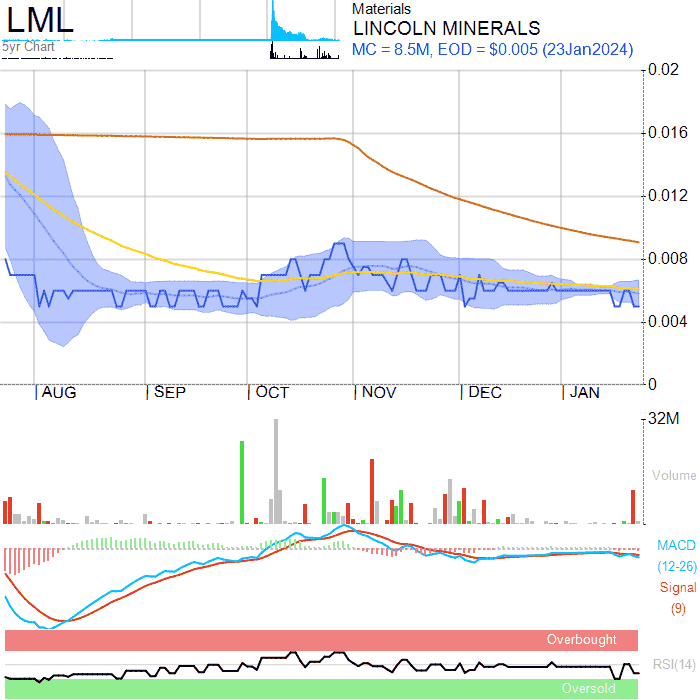 LML
Materials
LINCOLN MINERALS
5yr Chart
MC = 8.5M, EOD = $0.005 (23Jan2024)
0.02
0.016
0.012
0.008
0.004
0
AUG SEP OCT NOV DEC JAN
32M
Volume
MACD
(12-26)
Signal
(9)
Overbought
RSI(14)
Oversold